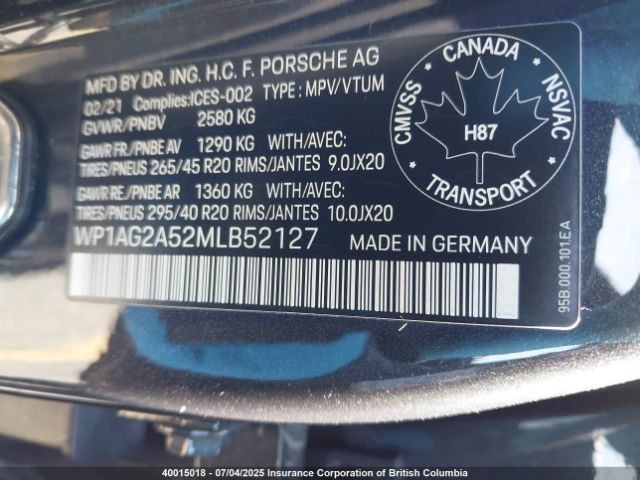 MFD BY DR. ING. H.C. F. PORSCHE AG
02/21 Complies:ICES-002 TYPE : MPV/VTUM
GVWR/PNBV 2580 KG
GAWR FR./PNBE AV 1290 KG WITH/AVEC:
TIRES/PNEUS 265/45 R20 RIMS/JANTES 9.0JX20
GAWR RE./PNBE AR 1360 KG WITH/AVEC:
TIRES/PNEUS 295/40 R20 RIMS/JANTES 10.0JX20
WP1AG2A52MLB52127 MADE IN GERMANY
CANADA
CMVSS
NSVAC
H87
TRANSPORT
95B.000.101.EA
40015018 - 07/04/2025 Insurance Corporation of British Columbia